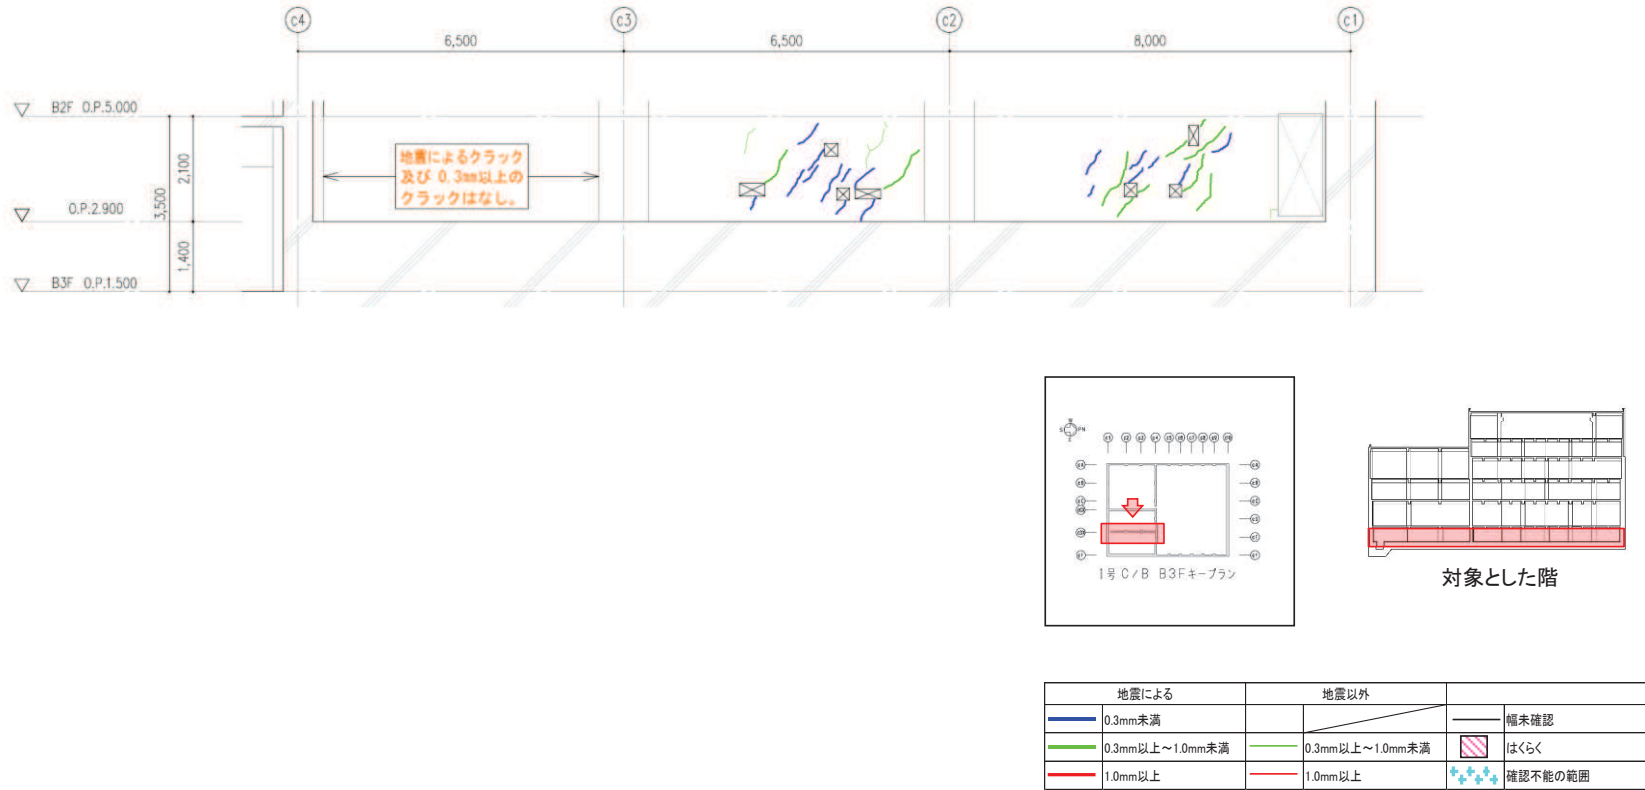 c4
c3
c2
c1
6,500
6,500
8,000
B2F O.P.5.000
O.P.2.900
B3F O.P.1.500
3,500
2,100
1,400
地震によるクラック
及び 0.3mm以上の
クラックはなし。
1号 C/B B3Fキープラン
対象とした階
地震による
地震以外
0.3mm未満
幅未確認
0.3mm以上～1.0mm未満
0.3mm以上～1.0mm未満
はくらく
1.0mm以上
1.0mm以上
確認不能の範囲